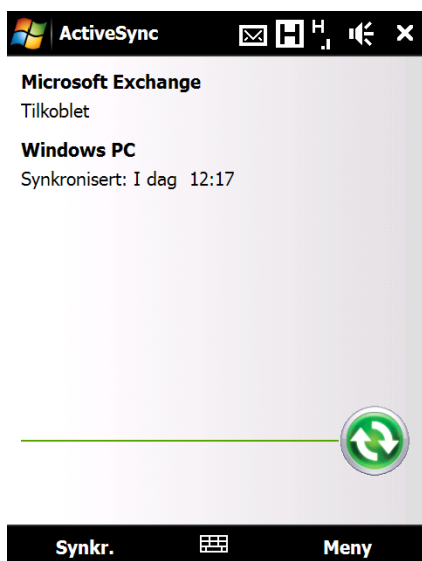 ActiveSync
H
H
Microsoft Exchange
Tilkoblet
Windows PC
Synkronisert: I dag 12:17
Synkr.
Meny